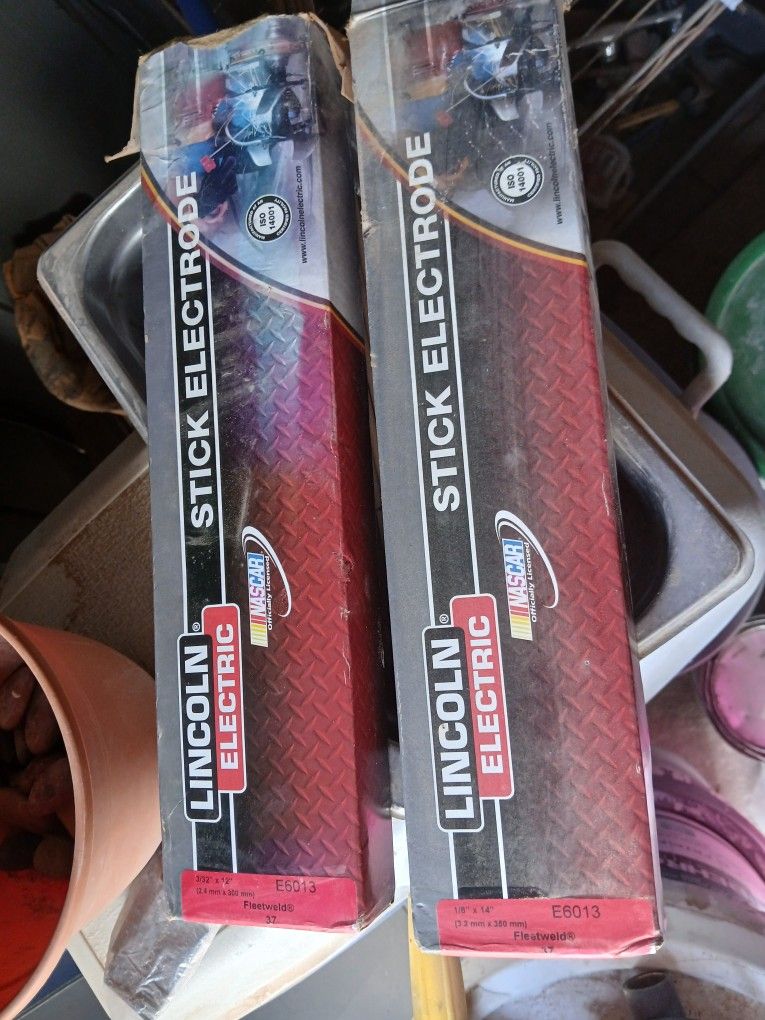 STICK ELECTRODE
ISO
14001
www.lincolnelectric.com
NASCAR
Officially Licensed
LINCOLN®
ELECTRIC
3/32" x 12"
(2.4 mm x 300 mm)
E6013
Fleetweld®
37
STICK ELECTRODE
ISO
14001
www.lincolnelectric.com
NASCAR
Officially Licensed
LINCOLN®
ELECTRIC
1/8" x 14"
(3.2 mm x 350 mm)
E6013
Fleetweld®